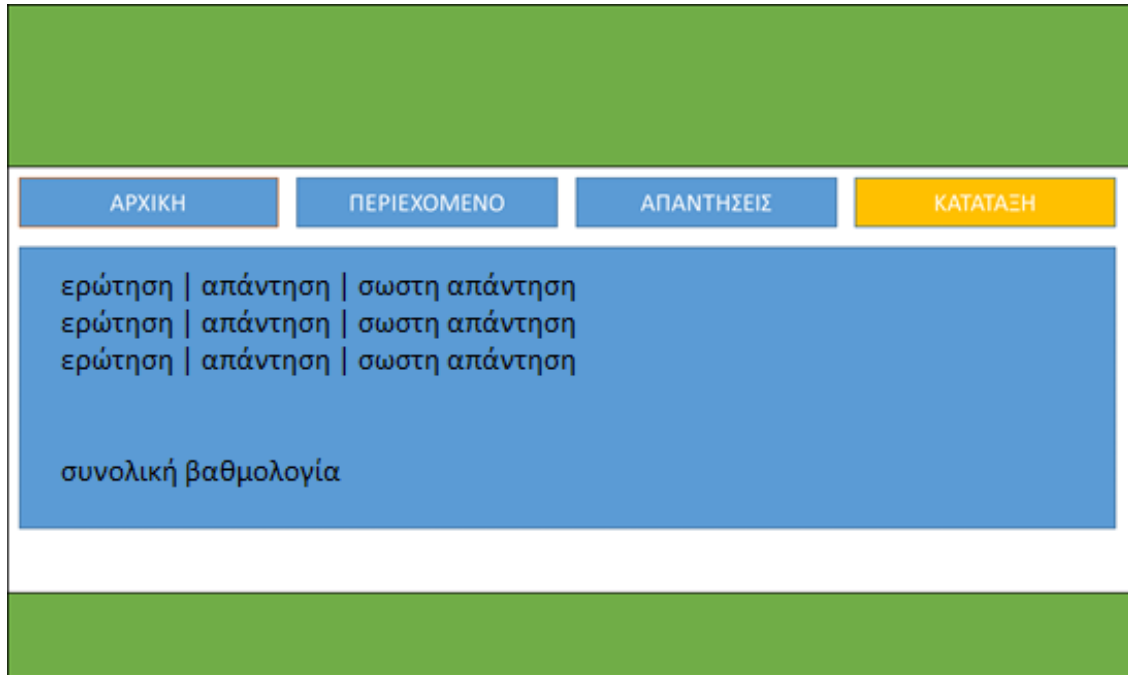 ΑΡΧΙΚΗ
ΠΕΡΙΕΧΟΜΕΝΟ
ΑΠΑΝΤΗΣΕΙΣ
ΚΑΤΑΤΑΞΗ
ερώτηση | απάντηση | σωστη απάντηση
ερώτηση | απάντηση | σωστη απάντηση
ερώτηση | απάντηση | σωστη απάντηση
συνολική βαθμολογία